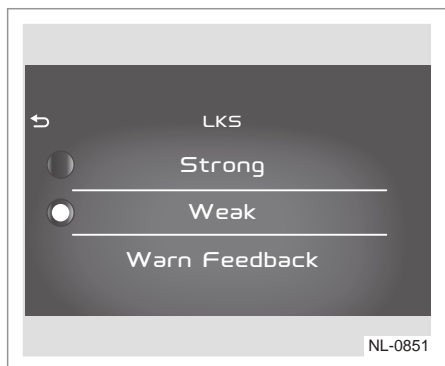 LKS
Strong
Weak
Warn Feedback
NL-0851